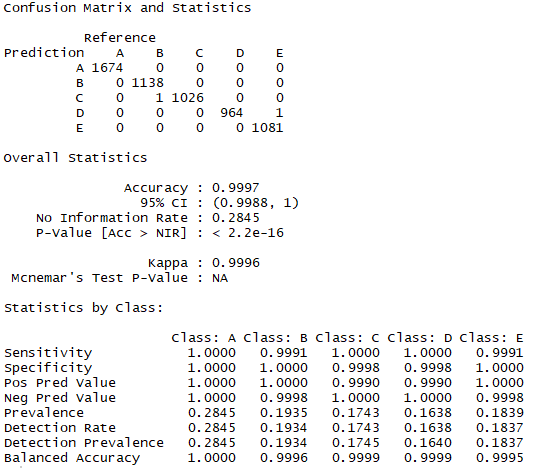 Confusion Matrix and Statistics
Reference
Prediction A B C D E
A 1674 0 0 0 0
B 0 1138 0 0 0
C 0 1 1026 0 0
D 0 0 0 964 1
E 0 0 0 0 1081
Overall Statistics
Accuracy : 0.9997
95% CI : (0.9988, 1)
No Information Rate : 0.2845
P-Value [Acc > NIR] : < 2.2e-16
Kappa : 0.9996
Mcnemar's Test P-Value : NA
Statistics by Class:
Class: A Class: B Class: C Class: D Class: E
Sensitivity 1.0000 0.9991 1.0000 1.0000 0.9991
Specificity 1.0000 1.0000 0.9998 0.9998 1.0000
Pos Pred Value 1.0000 1.0000 0.9990 0.9990 1.0000
Neg Pred Value 1.0000 0.9998 1.0000 1.0000 0.9998
Prevalence 0.2845 0.1935 0.1743 0.1638 0.1839
Detection Rate 0.2845 0.1934 0.1743 0.1638 0.1837
Detection Prevalence 0.2845 0.1934 0.1745 0.1640 0.1837
Balanced Accuracy 1.0000 0.9996 0.9999 0.9999 0.9995